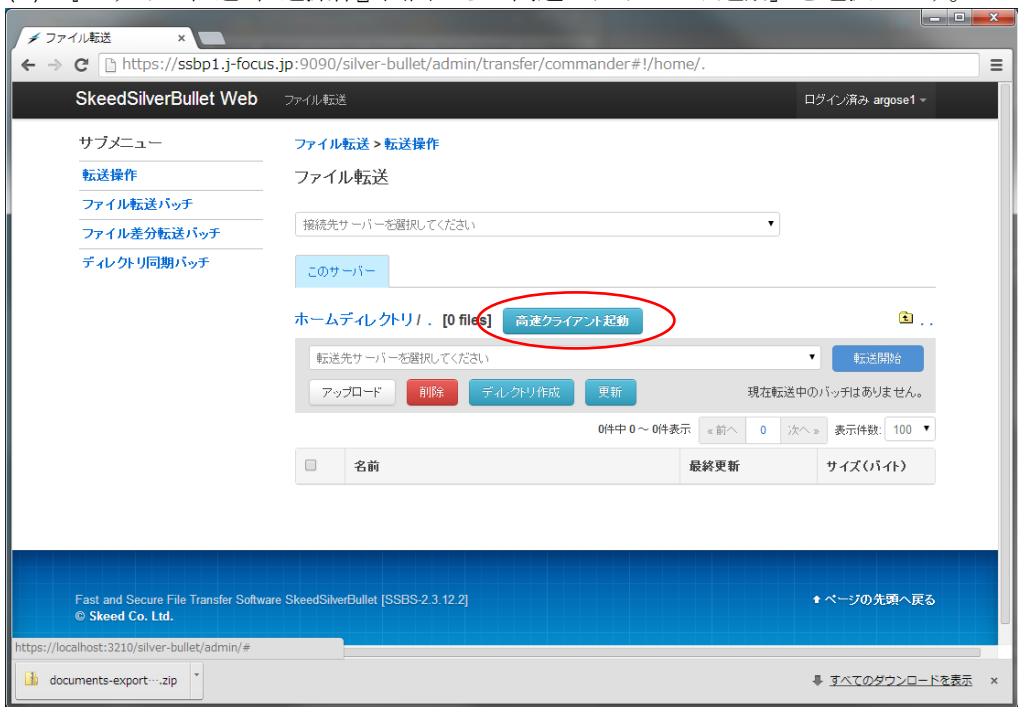 ファイル転送 ×
https://ssbp1.j-focus.jp:9090/silver-bullet/admin/transfer/commander#!/home/.
SkeedSilverBullet Web ファイル転送 ログイン済み argose1
サブメニュー
転送操作
ファイル転送バッチ
ファイル差分転送バッチ
ディレクトリ同期バッチ
ファイル転送 > 転送操作
ファイル転送
接続先サーバーを選択してください
このサーバー
ホームディレクトリ / . [0 files] 高速クライアント起動 . .
転送先サーバーを選択してください 転送開始
アップロード 削除 ディレクトリ作成 更新 現在転送中のバッチはありません。
0件中 0 ～ 0件表示 « 前へ 0 次へ » 表示件数: 100
名前 最終更新 サイズ(バイト)
Fast and Secure File Transfer Software SkeedSilverBullet [SSBS-2.3.12.2]
© Skeed Co. Ltd.
ページの先頭へ戻る
https://localhost:3210/silver-bullet/admin/#
documents-export-….zip すべてのダウンロードを表示 ×